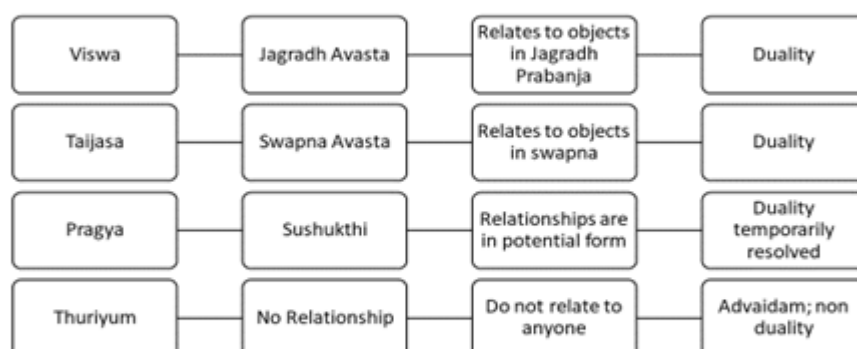 Viswa
Jagradh Avasta
Relates to objects
in Jagradh
Prabanja
Duality
Taijasa
Swapna Avasta
Relates to objects
in swapna
Duality
Pragya
Sushukthi
Relationships are
in potential form
Duality
temporarily
resolved
Thuriyum
No Relationship
Do not relate to
anyone
Advaidam; non
duality